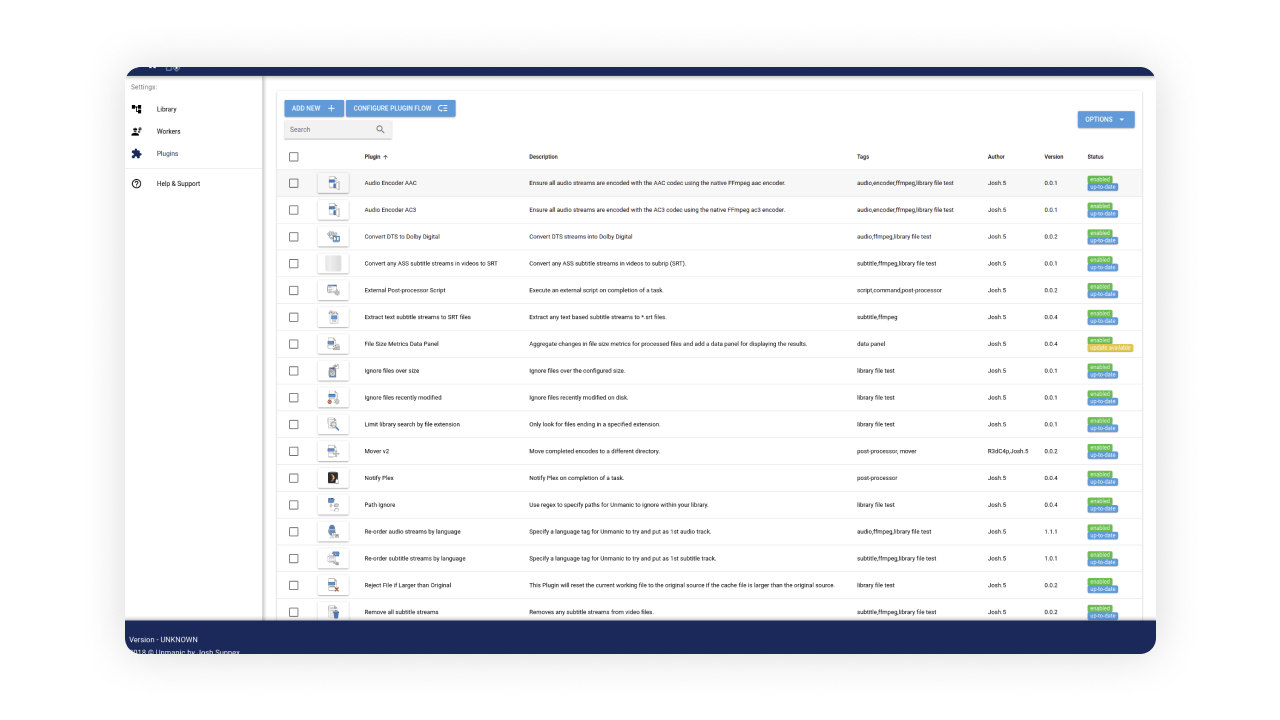 Settings:
Library
Workers
Plugins
Help & Support
ADD NEW CONFIGURE PLUGIN FLOW
OPTIONS
Search
Plugin Description Tags Author Version Status
Audio Encoder AAC Ensure all audio streams are encoded with the AAC codec using the native FFmpeg aac encoder. audio,encoder,ffmpeg,library file test Josh.5 0.0.1 enabled up-to-date
Audio Encoder AC3 Ensure all audio streams are encoded with the AC3 codec using the native FFmpeg ac3 encoder. audio,encoder,ffmpeg,library file test Josh.5 0.0.1 enabled up-to-date
Convert DTS to Dolby Digital Convert DTS streams into Dolby Digital audio,ffmpeg,library file test Josh.5 0.0.2 enabled up-to-date
Convert any ASS subtitle streams in videos to SRT Convert any ASS subtitle streams in videos to subrip (SRT). subtitle,ffmpeg,library file test Josh.5 0.0.1 enabled up-to-date
External Post-processor Script Execute an external script on completion of a task. script,command,post-processor Josh.5 0.0.2 enabled up-to-date
Extract text subtitle streams to SRT files Extract any text based subtitle streams to *.srt files. subtitle,ffmpeg Josh.5 0.0.4 enabled up-to-date
File Size Metrics Data Panel Aggregate changes in file size metrics for processed files and add a data panel for displaying the results. data panel Josh.5 0.0.4 enabled update available
Ignore files over size Ignore files over the configured size. library file test Josh.5 0.0.1 enabled up-to-date
Ignore files recently modified Ignore files recently modified on disk. library file test Josh.5 0.0.1 enabled up-to-date
Limit library search by file extension Only look for files ending in a specified extension. library file test Josh.5 0.0.1 enabled up-to-date
Mover v2 Move completed encodes to a different directory. post-processor, mover R3dC4p,Josh.5 0.0.2 enabled up-to-date
Notify Plex Notify Plex on completion of a task. post-processor Josh.5 0.0.4 enabled up-to-date
Path Ignore Use regex to specify paths for Unmanic to ignore within your library. library file test Josh.5 0.0.4 enabled up-to-date
Re-order audio streams by language Specify a language tag for Unmanic to try and put as 1st audio track. audio,ffmpeg,library file test Josh.5 1.1.1 enabled up-to-date
Re-order subtitle streams by language Specify a language tag for Unmanic to try and put as 1st subtitle track. subtitle,ffmpeg,library file test Josh.5 1.0.1 enabled up-to-date
Reject File if Larger than Original This Plugin will reset the current working file to the original source if the cache file is larger than the original source. library file test Josh.5 0.0.2 enabled up-to-date
Remove all subtitle streams Removes any subtitle streams from video files. subtitle,ffmpeg,library file test Josh.5 0.0.2 enabled up-to-date
Version - UNKNOWN
2018 © Unmanic by Josh Sunnex